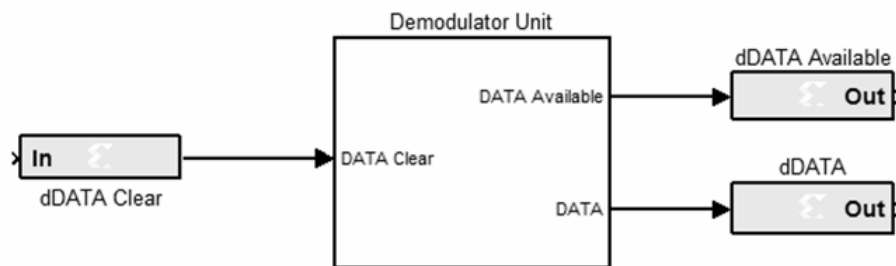 Demodulator Unit
dDATA Available
DATA Available
Out
In
DATA Clear
dDATA Clear
dDATA
DATA
Out